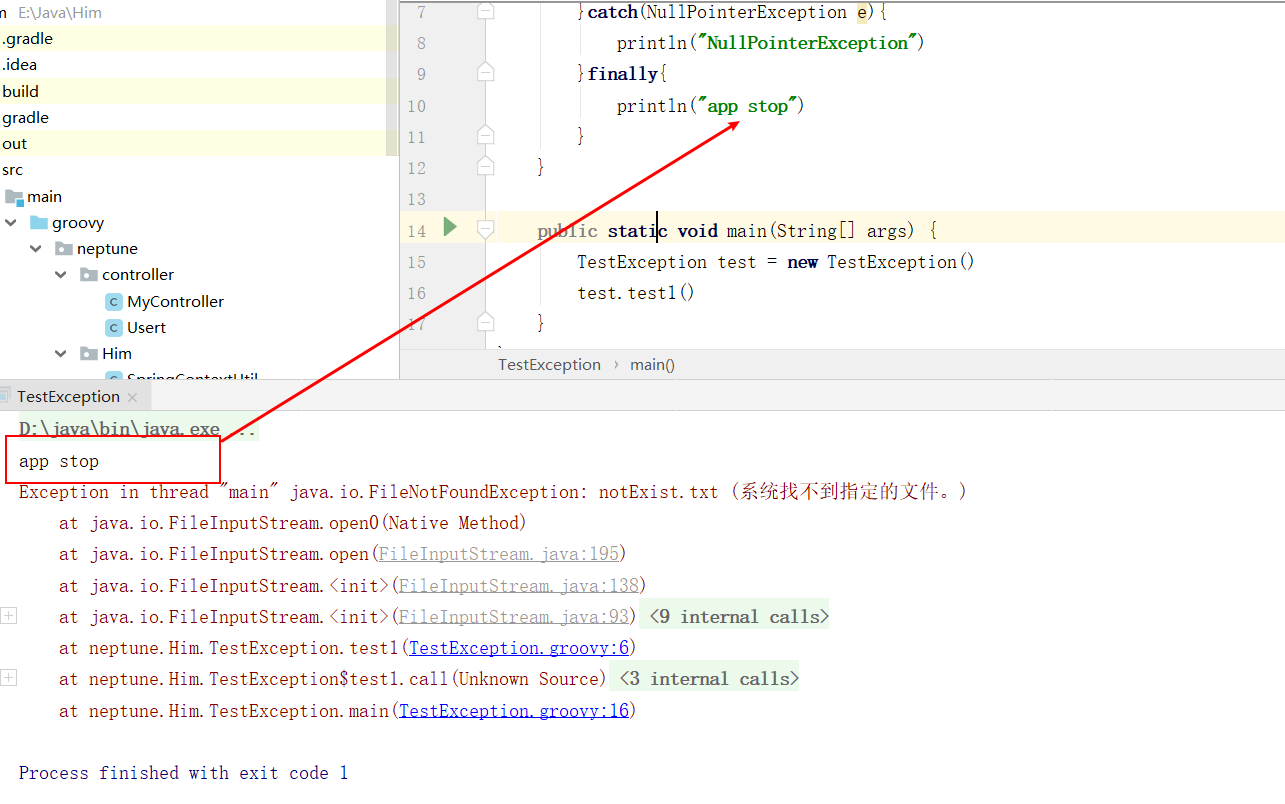 E:\Java\Him
.gradle
.idea
build
gradle
out
src
main
groovy
neptune
controller
MyController
Usert
Him
SpringContextUtil
7 }catch(NullPointerException e){
8 println("NullPointerException")
9 }finally{
10 println("app stop")
11 }
12 }
13
14 public static void main(String[] args) {
15 TestException test = new TestException()
16 test.test1()
17 }
TestException › main()
TestException ×
D:\java\bin\java.exe ...
app stop
Exception in thread "main" java.io.FileNotFoundException: notExist.txt (系统找不到指定的文件。)
at java.io.FileInputStream.open0(Native Method)
at java.io.FileInputStream.open(FileInputStream.java:195)
at java.io.FileInputStream.<init>(FileInputStream.java:138)
at java.io.FileInputStream.<init>(FileInputStream.java:93) <9 internal calls>
at neptune.Him.TestException.test1(TestException.groovy:6)
at neptune.Him.TestException$test1.call(Unknown Source) <3 internal calls>
at neptune.Him.TestException.main(TestException.groovy:16)
Process finished with exit code 1